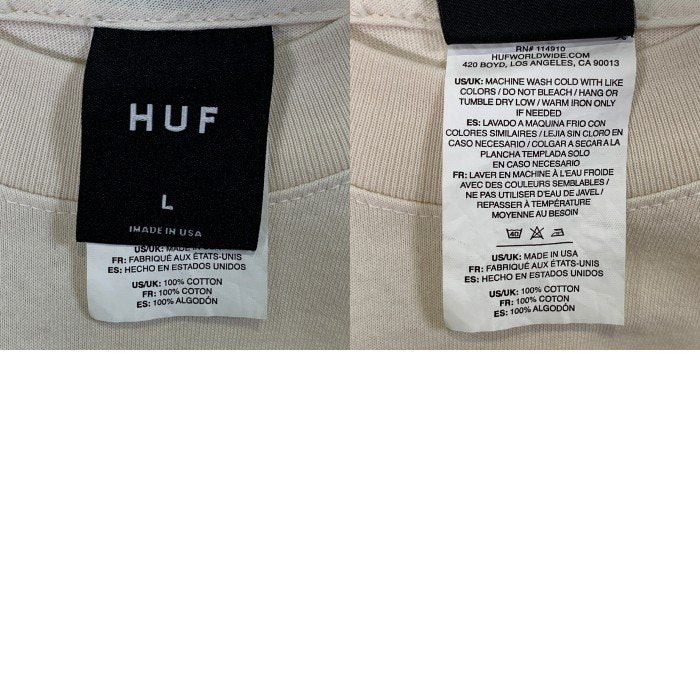 HUF
L
MADE IN USA
US/UK: MADE IN
FR: FABRIQUÉ AUX ÉTATS-UNIS
ES: HECHO EN ESTADOS UNIDOS
US/UK: 100% COTTON
FR: 100% COTON
ES: 100% ALGODÓN
RN# 114910
HUFWORLDWIDE.COM
420 BOYD, LOS ANGELES, CA 90013
US/UK: MACHINE WASH COLD WITH LIKE
COLORS / DO NOT BLEACH / HANG OR
TUMBLE DRY LOW / WARM IRON ONLY
IF NEEDED
ES: LAVADO A MAQUINA FRIO CON
COLORES SIMILAIRES / LEJIA SIN CLORO EN
CASO NECESARIO / COLGAR A SECAR A LA
PLANCHA TEMPLADA SOLO
EN CASO NECESARIO
FR: LAVER EN MACHINE À L'EAU FROIDE
AVEC DES COULEURS SEMBLABLES /
NE PAS UTILISER D'EAU DE JAVEL /
REPASSER À TEMPÉRATURE
MOYENNE AU BESOIN
40
US/UK: MADE IN USA
FR: FABRIQUÉ AUX ÉTATS-UNIS
ES: HECHO EN ESTADOS UNIDOS
US/UK: 100% COTTON
FR: 100% COTON
ES: 100% ALGODÓN